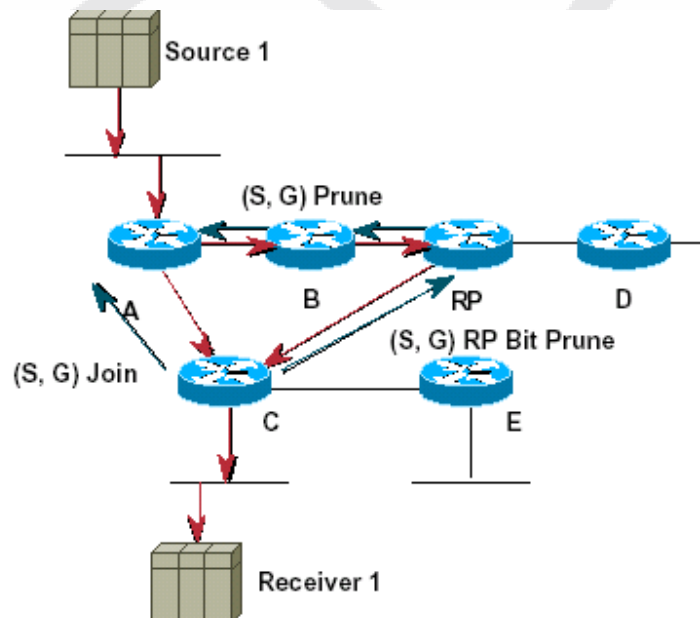 Source 1
(S, G) Prune
A
B
RP
D
(S, G) RP Bit Prune
(S, G) Join
C
E
Receiver 1